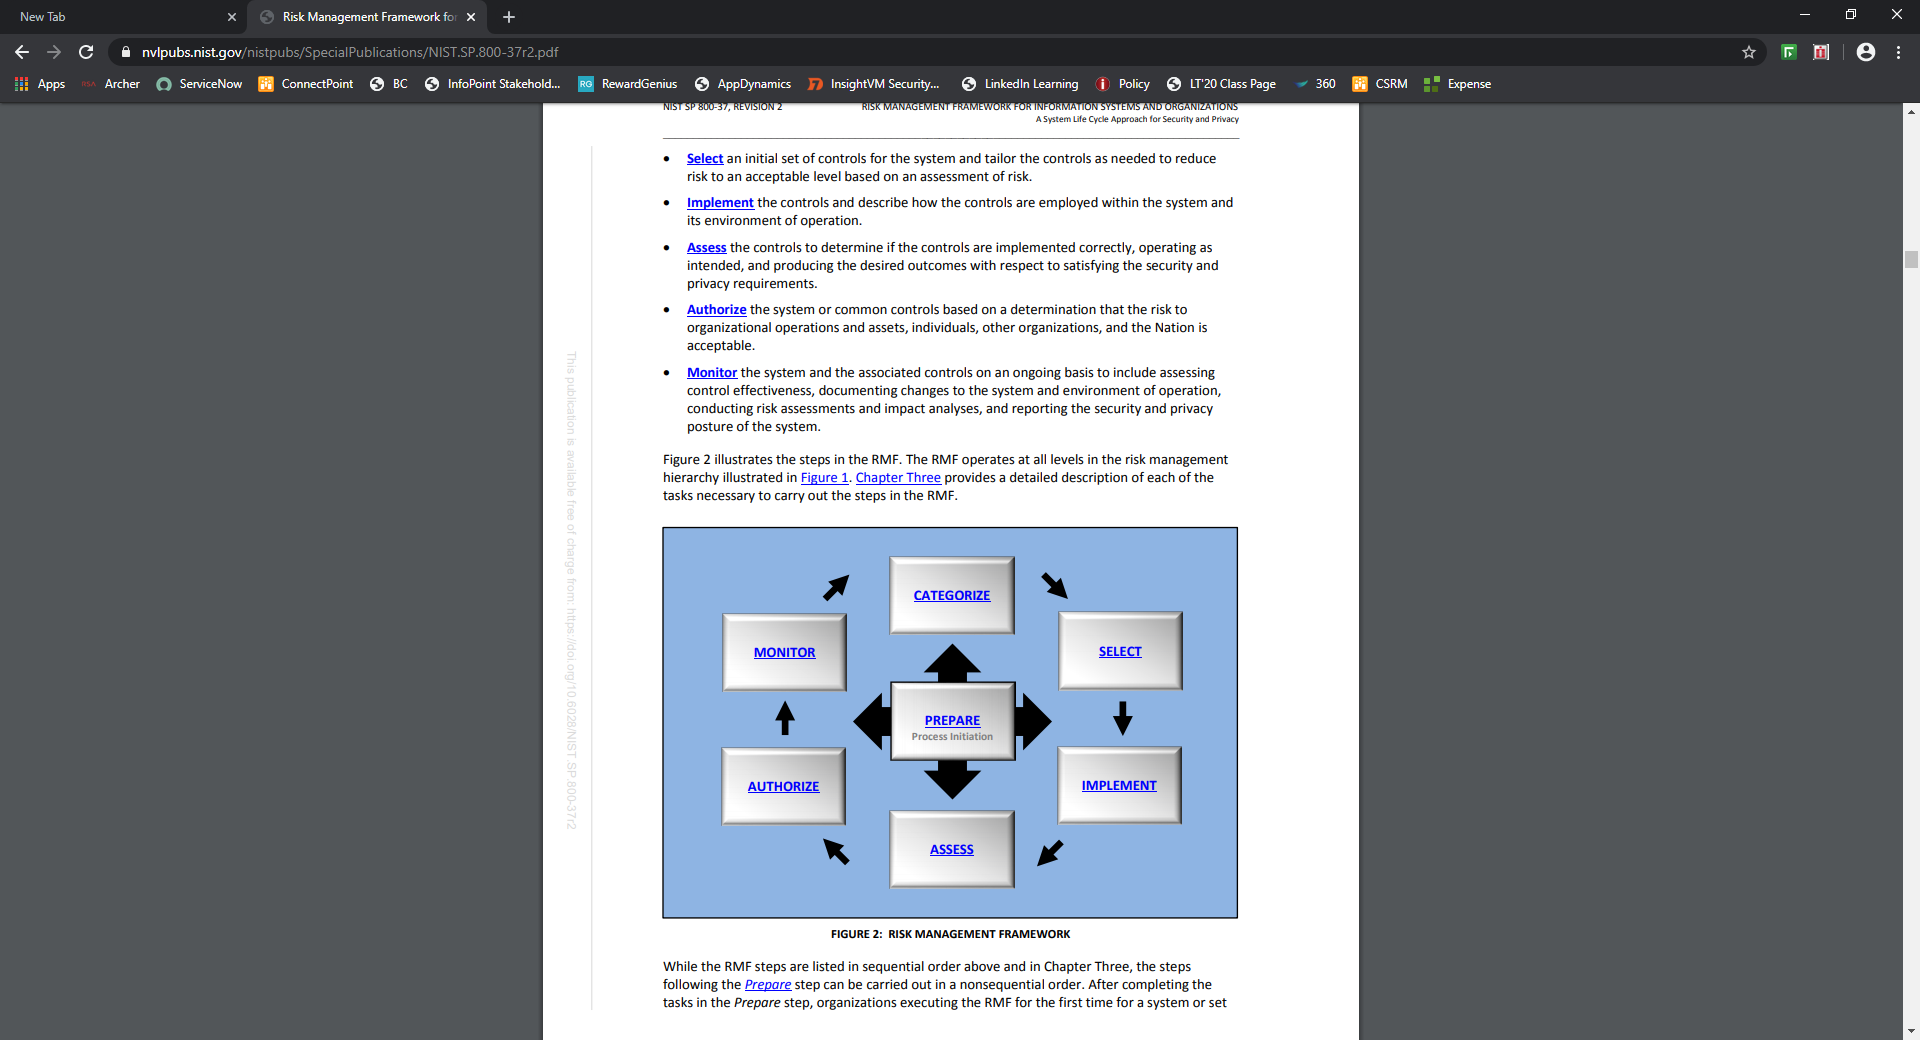 New Tab
Risk Management Framework for
nvlpubs.nist.gov/nistpubs/SpecialPublications/NIST.SP.800-37r2.pdf
Apps RSA Archer ServiceNow ConnectPoint BC InfoPoint Stakehold... RG RewardGenius AppDynamics InsightVM Security... LinkedIn Learning Policy LT'20 Class Page 360 CSRM Expense
NIST SP 800-37, REVISION 2 RISK MANAGEMENT FRAMEWORK FOR INFORMATION SYSTEMS AND ORGANIZATIONS
A System Life Cycle Approach for Security and Privacy
• Select an initial set of controls for the system and tailor the controls as needed to reduce
risk to an acceptable level based on an assessment of risk.
• Implement the controls and describe how the controls are employed within the system and
its environment of operation.
• Assess the controls to determine if the controls are implemented correctly, operating as
intended, and producing the desired outcomes with respect to satisfying the security and
privacy requirements.
• Authorize the system or common controls based on a determination that the risk to
organizational operations and assets, individuals, other organizations, and the Nation is
acceptable.
• Monitor the system and the associated controls on an ongoing basis to include assessing
control effectiveness, documenting changes to the system and environment of operation,
conducting risk assessments and impact analyses, and reporting the security and privacy
posture of the system.
Figure 2 illustrates the steps in the RMF. The RMF operates at all levels in the risk management
hierarchy illustrated in Figure 1. Chapter Three provides a detailed description of each of the
tasks necessary to carry out the steps in the RMF.
CATEGORIZE
MONITOR
SELECT
PREPARE
Process Initiation
AUTHORIZE
IMPLEMENT
ASSESS
FIGURE 2: RISK MANAGEMENT FRAMEWORK
While the RMF steps are listed in sequential order above and in Chapter Three, the steps
following the Prepare step can be carried out in a nonsequential order. After completing the
tasks in the Prepare step, organizations executing the RMF for the first time for a system or set
This publication is available free of charge from: https://doi.org/10.6028/NIST.SP.800-37r2